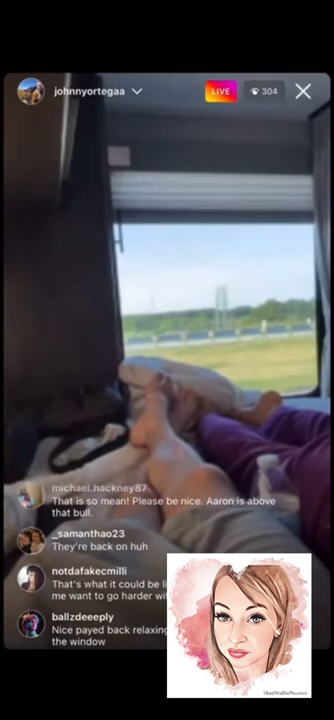 johnnyortegaa
LIVE
304
michael.hackney87
That is so mean! Please be nice. Aaron is above
that bull.
_samanthao23
They're back on huh
notdafakecmilli
That's what it could be
me want to go harder
ballzdeeeply
Nice payed back relaxing
the window